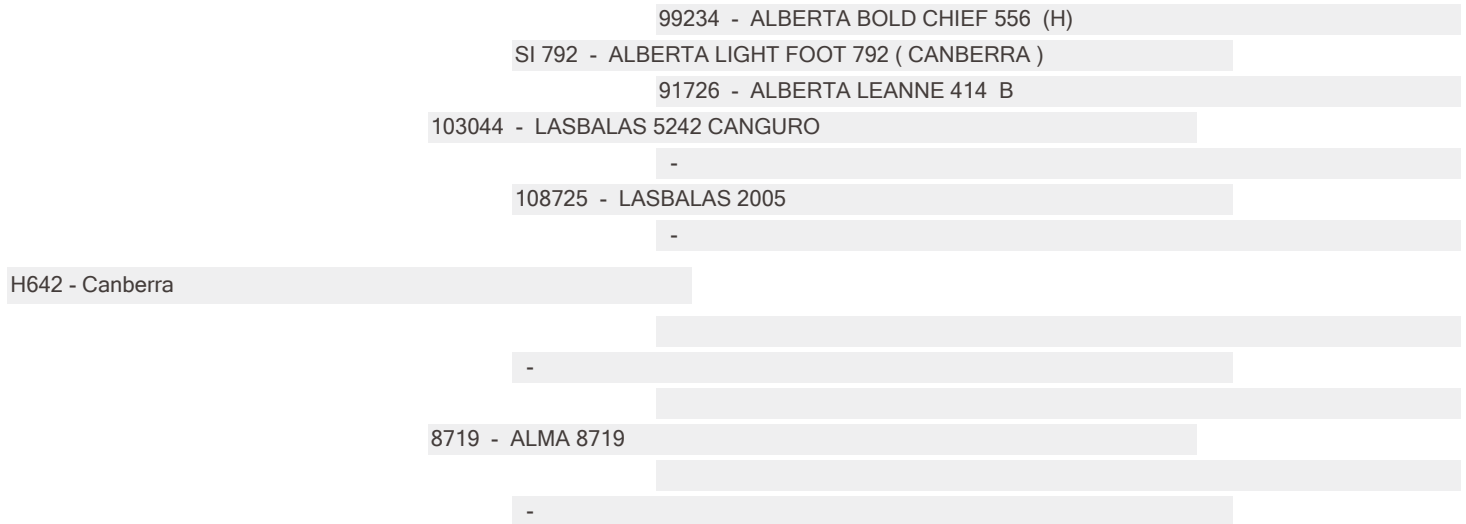 99234 - ALBERTA BOLD CHIEF 556 (H)
SI 792 - ALBERTA LIGHT FOOT 792 ( CANBERRA )
91726 - ALBERTA LEANNE 414 B
103044 - LASBALAS 5242 CANGURO
-
108725 - LASBALAS 2005
-
H642 - Canberra
-
8719 - ALMA 8719
-